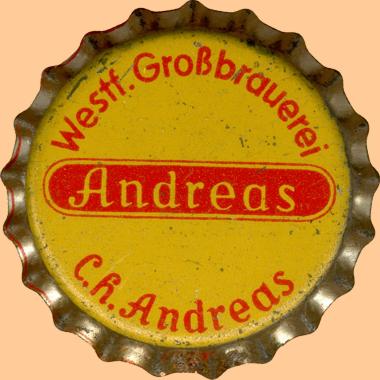 Westf. Großbrauerei
Andreas
C.h. Andreas